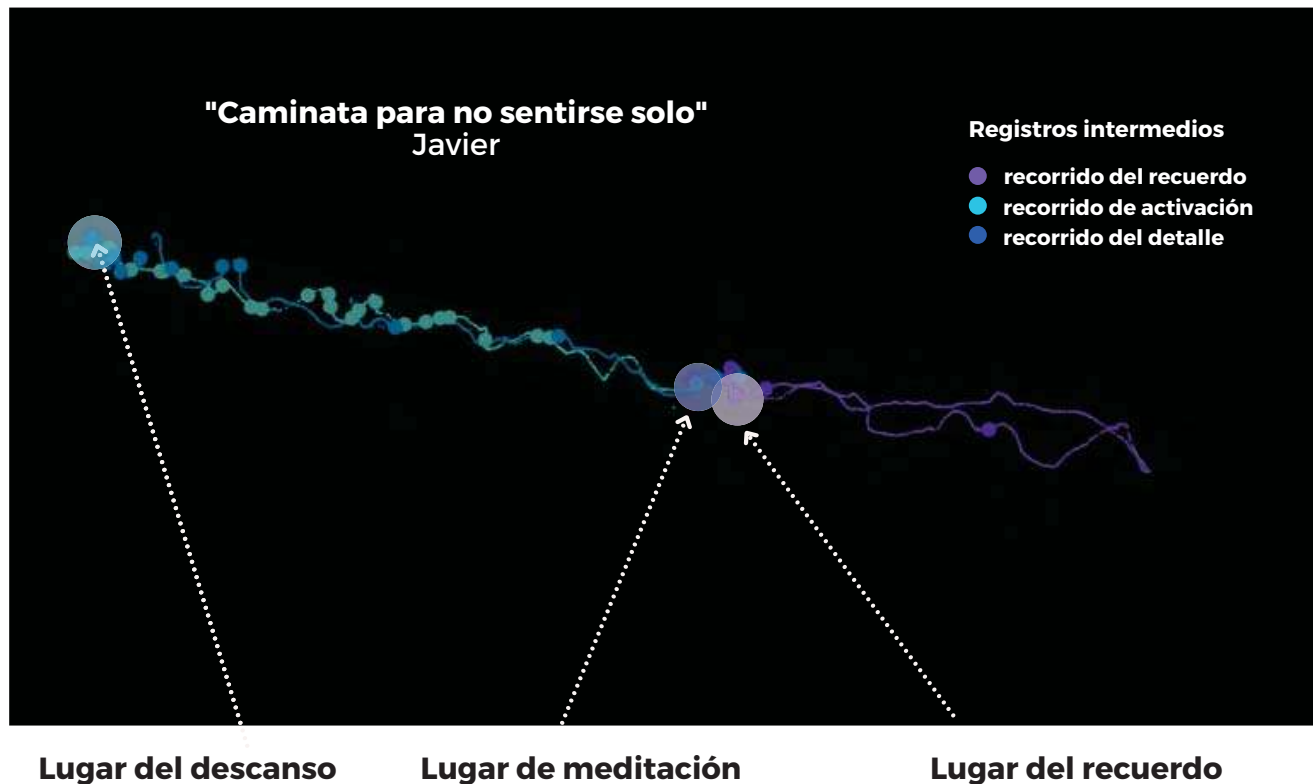 "Caminata para no sentirse solo"
Javier
Registros intermedios
recorrido del recuerdo
recorrido de activación
recorrido del detalle
Lugar del descanso
Lugar de meditación
Lugar del recuerdo